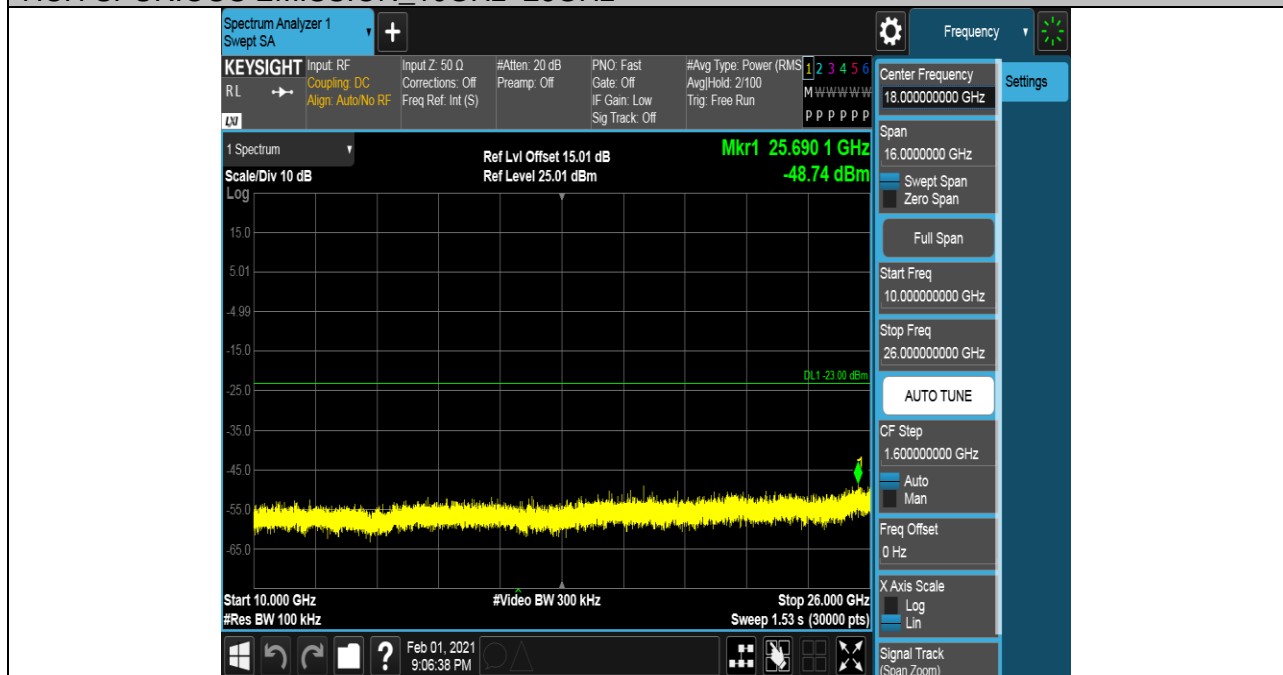 Spectrum Analyzer 1
Swept SA
+
Frequency
KEYSIGHT
RL
LXI
Input: RF
Coupling: DC
Align: Auto/No RF
Input Z: 50 Ω
Corrections: Off
Freq Ref: Int (S)
#Atten: 20 dB
Preamp: Off
PNO: Fast
Gate: Off
IF Gain: Low
Sig Track: Off
#Avg Type: Power (RMS
Avg|Hold: 2/100
Trig: Free Run
1 2 3 4 5 6
M W W W W W
P P P P P P
1 Spectrum
Scale/Div 10 dB
Log
Ref Lvl Offset 15.01 dB
Ref Level 25.01 dBm
Mkr1 25.690 1 GHz
-48.74 dBm
15.0
5.01
-4.99
-15.0
DL1 -23.00 dBm
-25.0
-35.0
-45.0
1
-55.0
-65.0
Start 10.000 GHz
#Res BW 100 kHz
#Video BW 300 kHz
Stop 26.000 GHz
Sweep 1.53 s (30000 pts)
?
Feb 01, 2021
9:06:38 PM
Center Frequency
18.000000000 GHz
Span
16.0000000 GHz
Swept Span
Zero Span
Full Span
Start Freq
10.000000000 GHz
Stop Freq
26.000000000 GHz
AUTO TUNE
CF Step
1.600000000 GHz
Auto
Man
Freq Offset
0 Hz
X Axis Scale
Log
Lin
Signal Track
(Span Zoom)
Settings